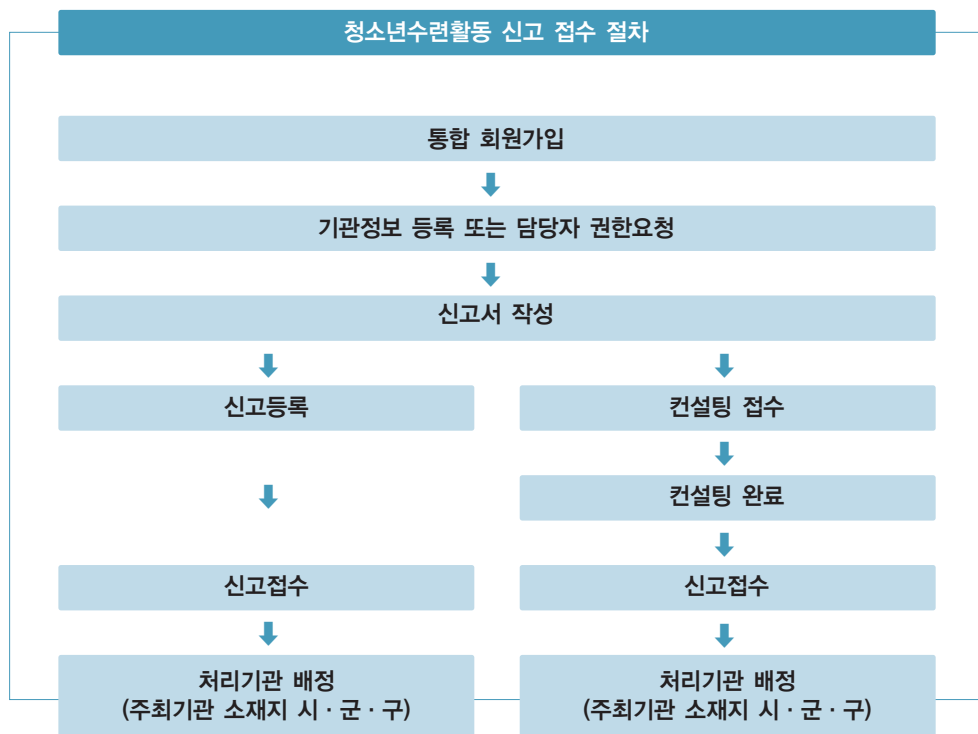 청소년수련활동 신고 접수 절차
통합 회원가입
기관정보 등록 또는 담당자 권한요청
신고서 작성
신고등록
컨설팅 접수
컨설팅 완료
신고접수
신고접수
처리기관 배정
(주최기관 소재지 시 · 군 · 구)
처리기관 배정
(주최기관 소재지 시 · 군 · 구)